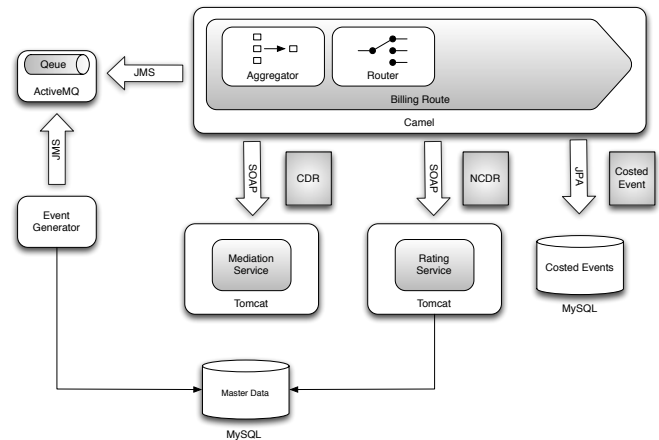 Qeue
ActiveMQ
JMS
Aggregator
Router
Billing Route
Camel
JMS
SOAP
CDR
SOAP
NCDR
JPA
Costed
Event
Event
Generator
Mediation
Service
Tomcat
Rating
Service
Tomcat
Costed Events
MySQL
Master Data
MySQL